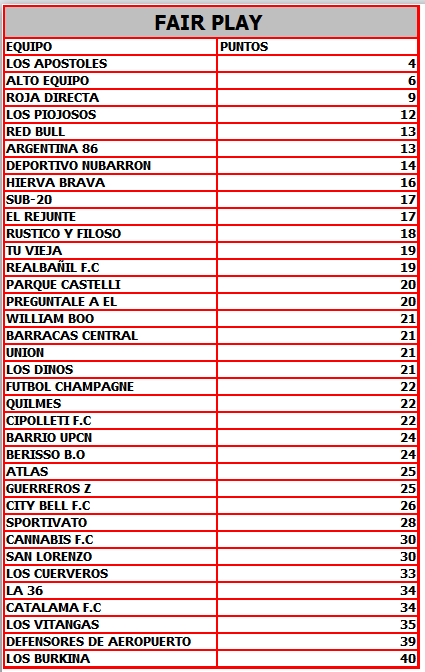 FAIR PLAY
EQUIPO PUNTOS
LOS APOSTOLES 4
ALTO EQUIPO 6
ROJA DIRECTA 9
LOS PIOJOSOS 12
RED BULL 13
ARGENTINA 86 13
DEPORTIVO NUBARRON 14
HIERVA BRAVA 16
SUB-20 17
EL REJUNTE 17
RUSTICO Y FILOSO 18
TU VIEJA 19
REALBAÑIL F.C 19
PARQUE CASTELLI 20
PREGUNTALE A EL 20
WILLIAM BOO 21
BARRACAS CENTRAL 21
UNION 21
LOS DINOS 21
FUTBOL CHAMPAGNE 22
QUILMES 22
CIPOLLETI F.C 22
BARRIO UPCN 24
BERISSO B.O 24
ATLAS 25
GUERREROS Z 25
CITY BELL F.C 26
SPORTIVATO 28
CANNABIS F.C 30
SAN LORENZO 30
LOS CUERVEROS 33
LA 36 34
CATALAMA F.C 34
LOS VITANGAS 35
DEFENSORES DE AEROPUERTO 39
LOS BURKINA 40